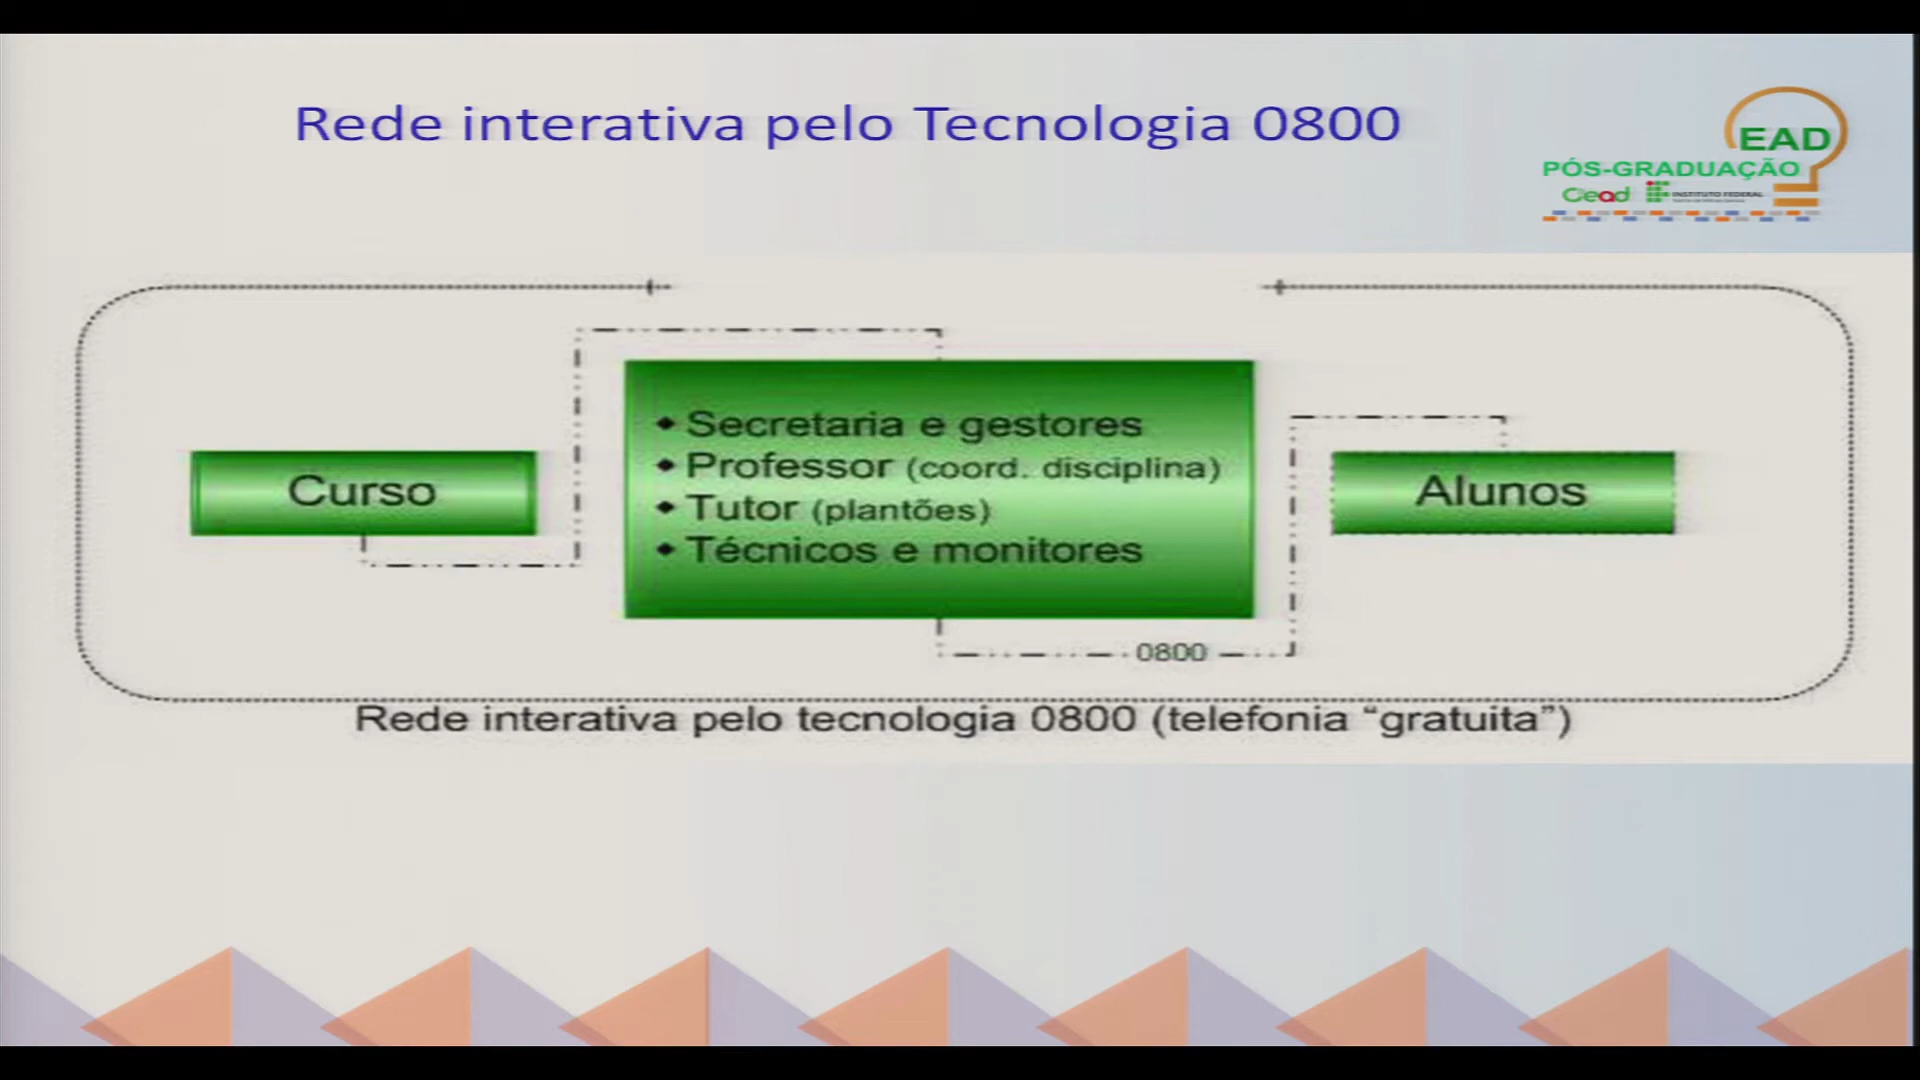 Rede interativa pelo Tecnologia 0800
EAD
PÓS-GRADUAÇÃO
Cead
INSTITUTO FEDERAL
Curso
• Secretaria e gestores
• Professor (coord. disciplina)
• Tutor (plantões)
• Técnicos e monitores
Alunos
0800
Rede interativa pelo tecnologia 0800 (telefonia “gratuita”)